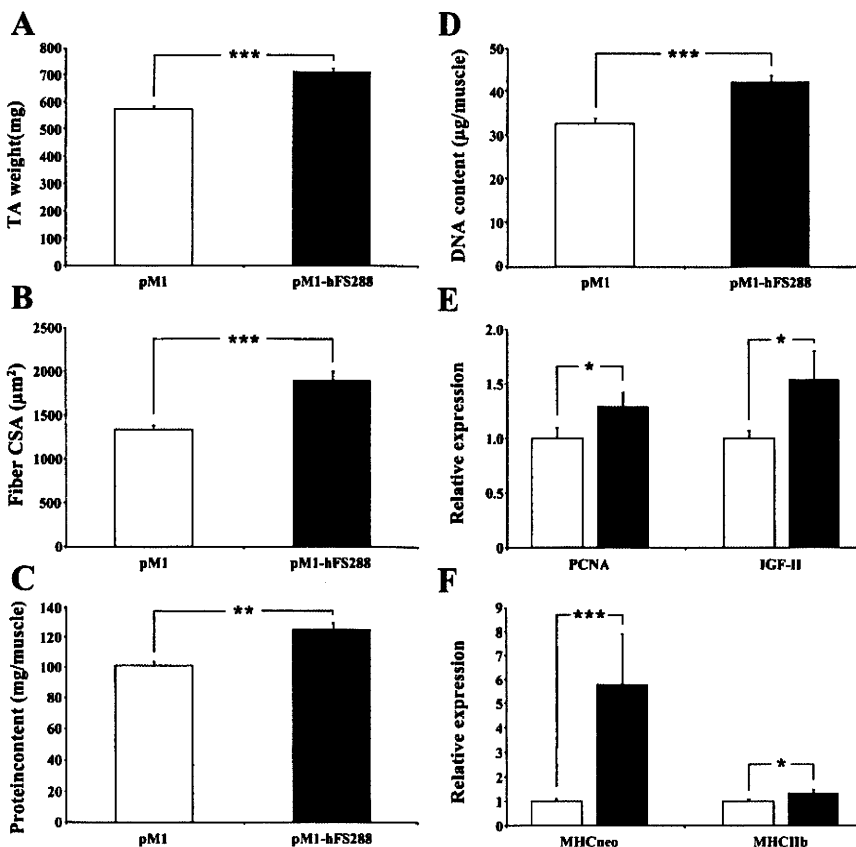 A
TA weight(mg)
800
700
600
500
400
300
200
100
0
***
pM1
pM1-hFS288
B
Fiber CSA (µm²)
2500
2000
1500
1000
500
0
***
pM1
pM1-hFS288
C
Proteincontent (mg/muscle)
140
120
100
80
60
40
20
0
**
pM1
pM1-hFS288
D
DNA content (µg/muscle)
50
40
30
20
10
0
***
pM1
pM1-hFS288
E
Relative expression
2.0
1.5
1.0
0.5
0
*
*
PCNA
IGF-II
F
Relative expression
9
8
7
6
5
4
3
2
1
0
***
*
MHCneo
MHCIIb